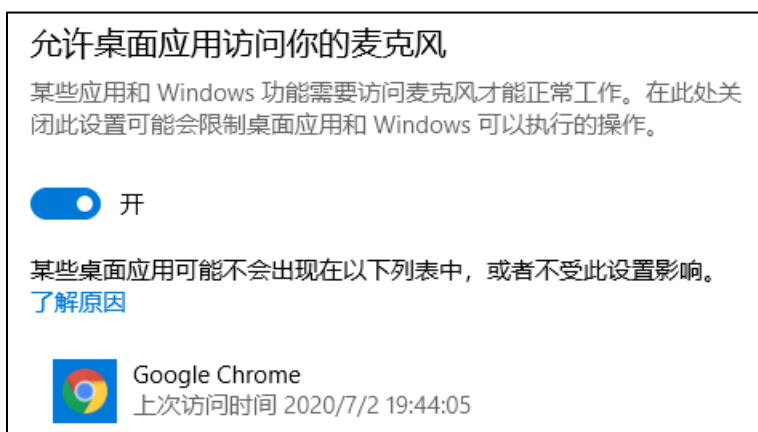 允许桌面应用访问你的麦克风
某些应用和 Windows 功能需要访问麦克风才能正常工作。在此处关
闭此设置可能会限制桌面应用和 Windows 可以执行的操作。
开
某些桌面应用可能不会出现在以下列表中，或者不受此设置影响。
了解原因
Google Chrome
上次访问时间 2020/7/2 19:44:05